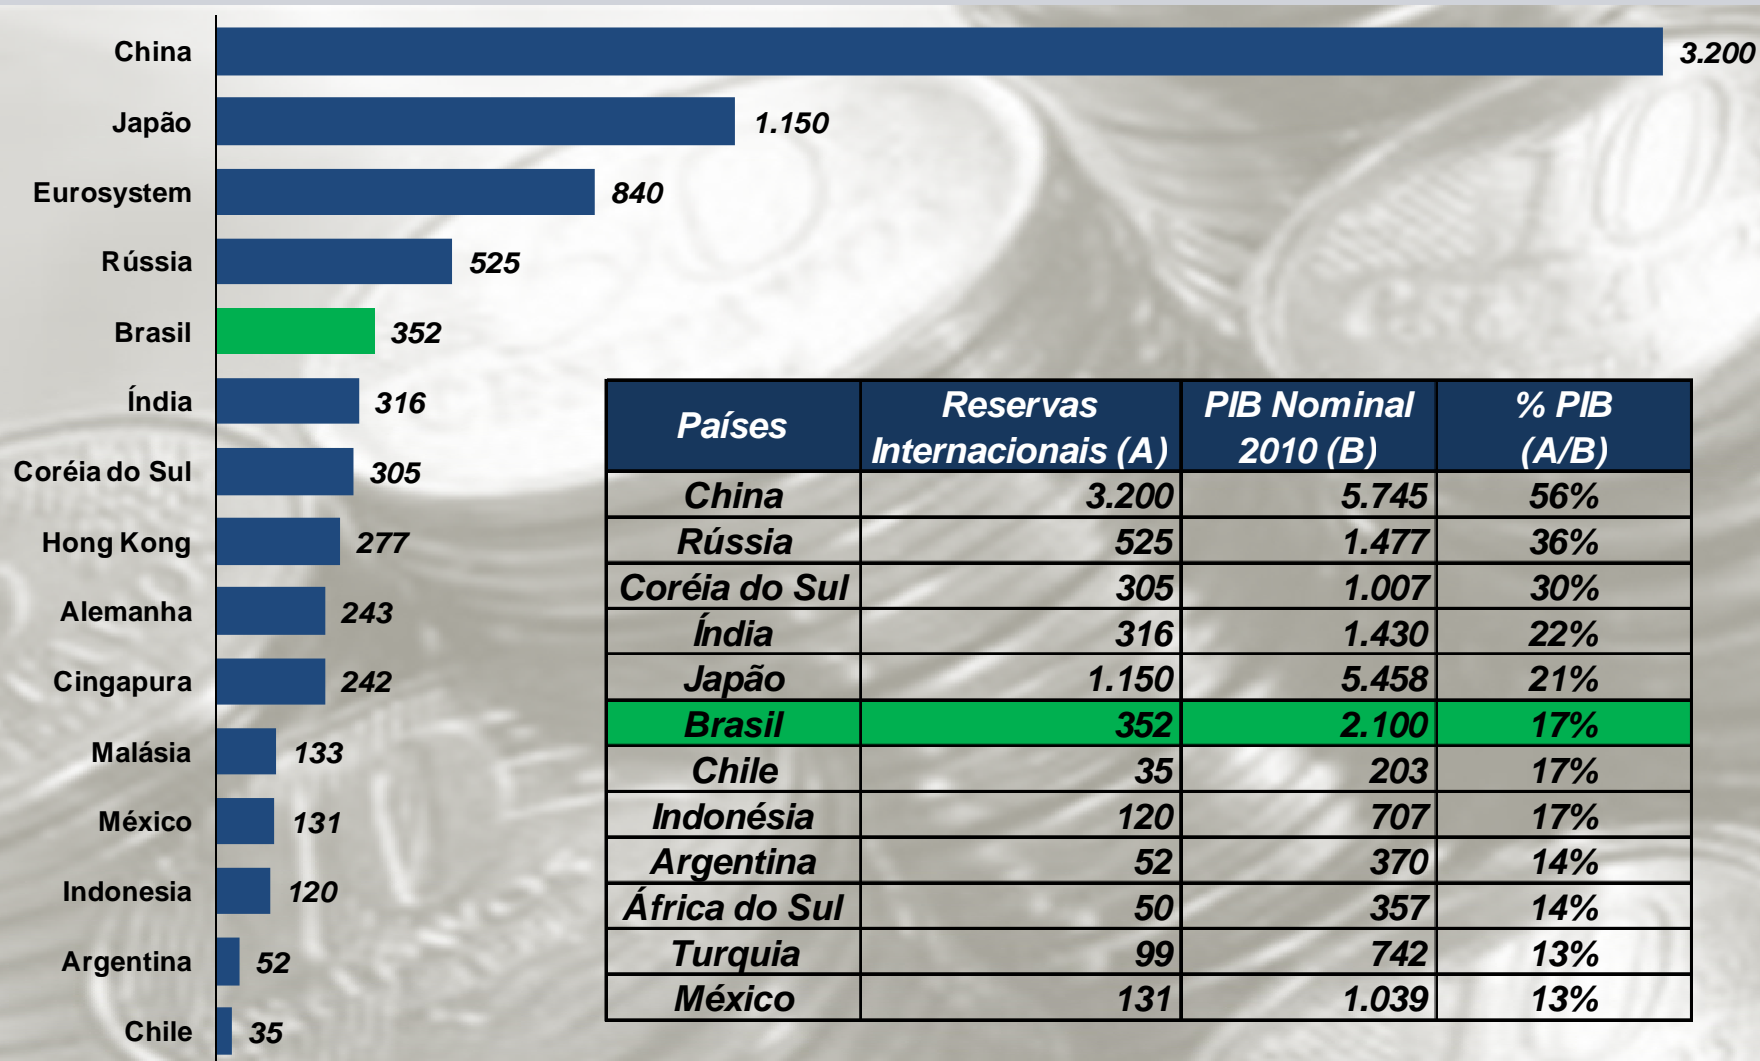 China 3.200
Japão 1.150
Eurosystem 840
Rússia 525
Brasil 352
Índia 316
Coréia do Sul 305
Hong Kong 277
Alemanha 243
Cingapura 242
Malásia 133
México 131
Indonesia 120
Argentina 52
Chile 35
Países Reservas Internacionais (A) PIB Nominal 2010 (B) % PIB (A/B)
China 3.200 5.745 56%
Rússia 525 1.477 36%
Coréia do Sul 305 1.007 30%
Índia 316 1.430 22%
Japão 1.150 5.458 21%
Brasil 352 2.100 17%
Chile 35 203 17%
Indonésia 120 707 17%
Argentina 52 370 14%
África do Sul 50 357 14%
Turquia 99 742 13%
México 131 1.039 13%